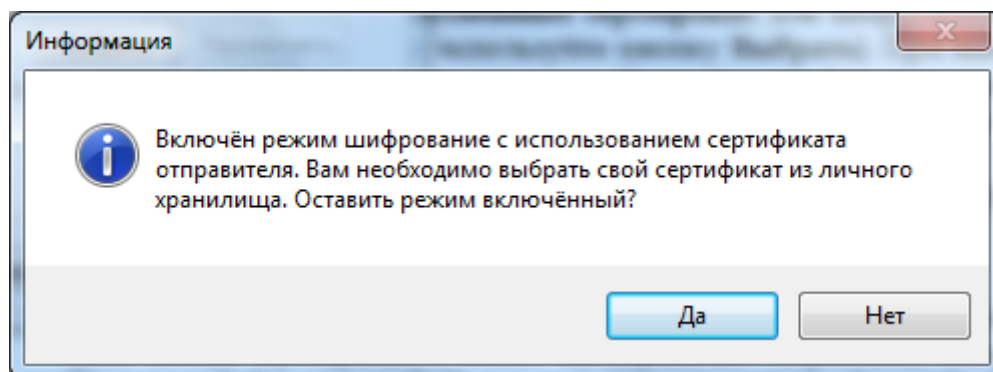 Информация
Включён режим шифрование с использованием сертификата
отправителя. Вам необходимо выбрать свой сертификат из личного
хранилища. Оставить режим включённый?
Да
Нет